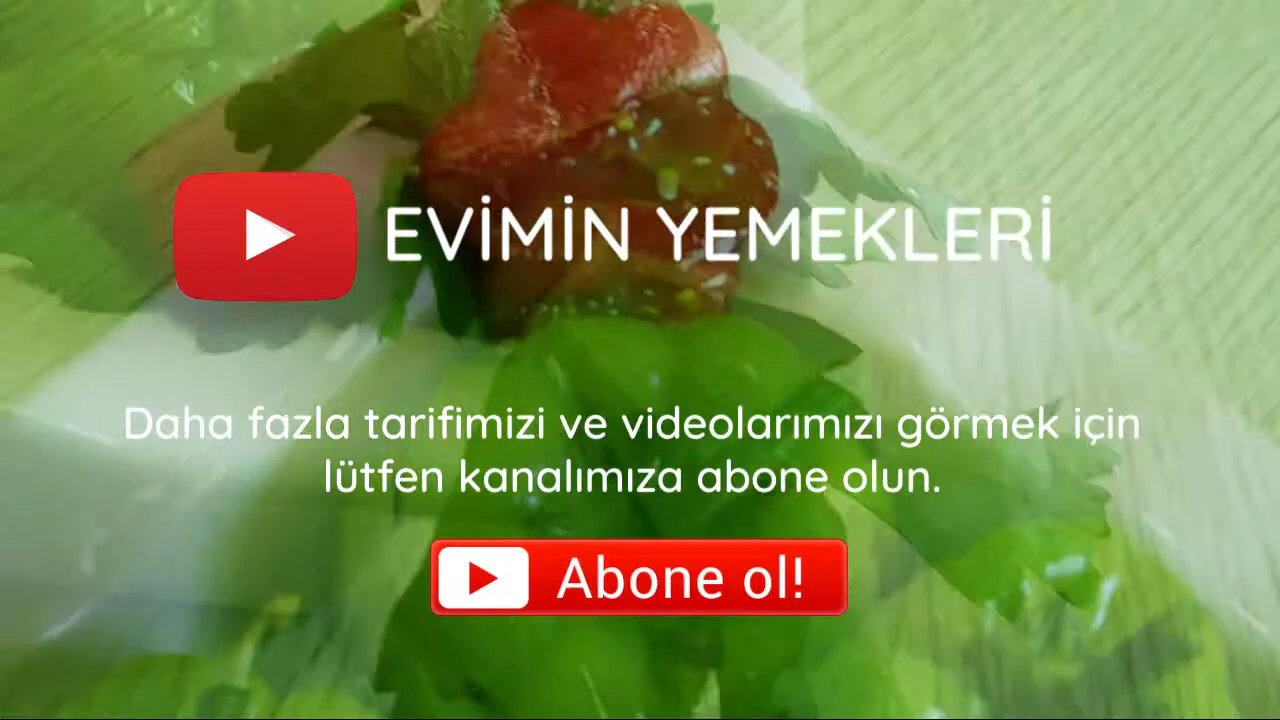 EVİMİN YEMEKLERİ
Daha fazla tarifimizi ve videolarımızı görmek için
lütfen kanalımıza abone olun.
Abone ol!